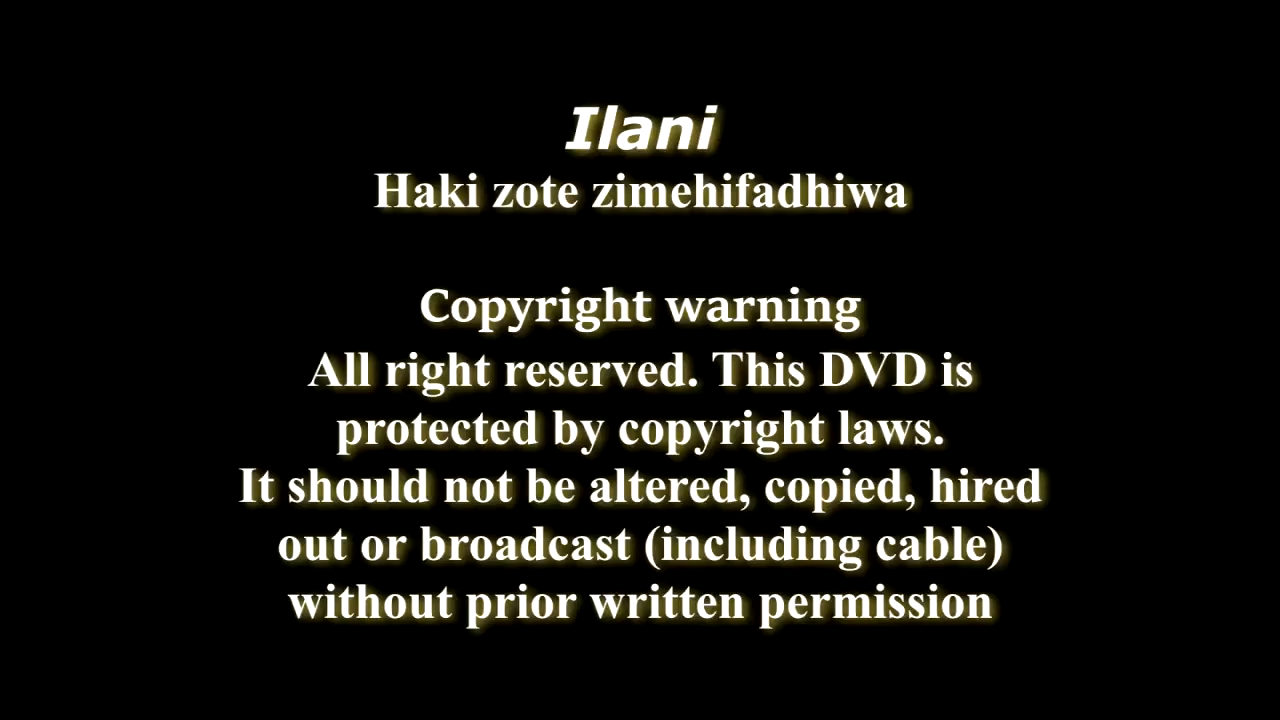 Ilani
Haki zote zimehifadhiwa
Copyright warning
All right reserved. This DVD is
protected by copyright laws.
It should not be altered, copied, hired
out or broadcast (including cable)
without prior written permission